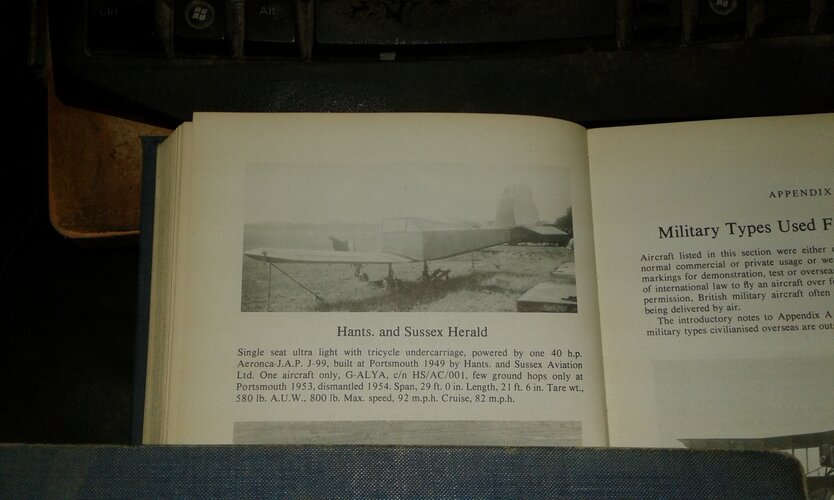 Ctrl
Alt
Hants. and Sussex Herald
Single seat ultra light with tricycle undercarriage, powered by one 40 h.p.
Aeronca-J.A.P. J-99, built at Portsmouth 1949 by Hants. and Sussex Aviation
Ltd. One aircraft only, G-ALYA, c/n HS/AC/001, few ground hops only at
Portsmouth 1953, dismantled 1954. Span, 29 ft. 0 in. Length, 21 ft. 6 in. Tare wt.,
580 lb. A.U.W., 800 lb. Max. speed, 92 m.p.h. Cruise, 82 m.p.h.
APPENDIX
Military Types Used F
Aircraft listed in this section were either
normal commercial or private usage or we
markings for demonstration, test or oversea
of international law to fly an aircraft over f
permission, British military aircraft often
being delivered by air.
The introductory notes to Appendix A
military types civilianised overseas are out